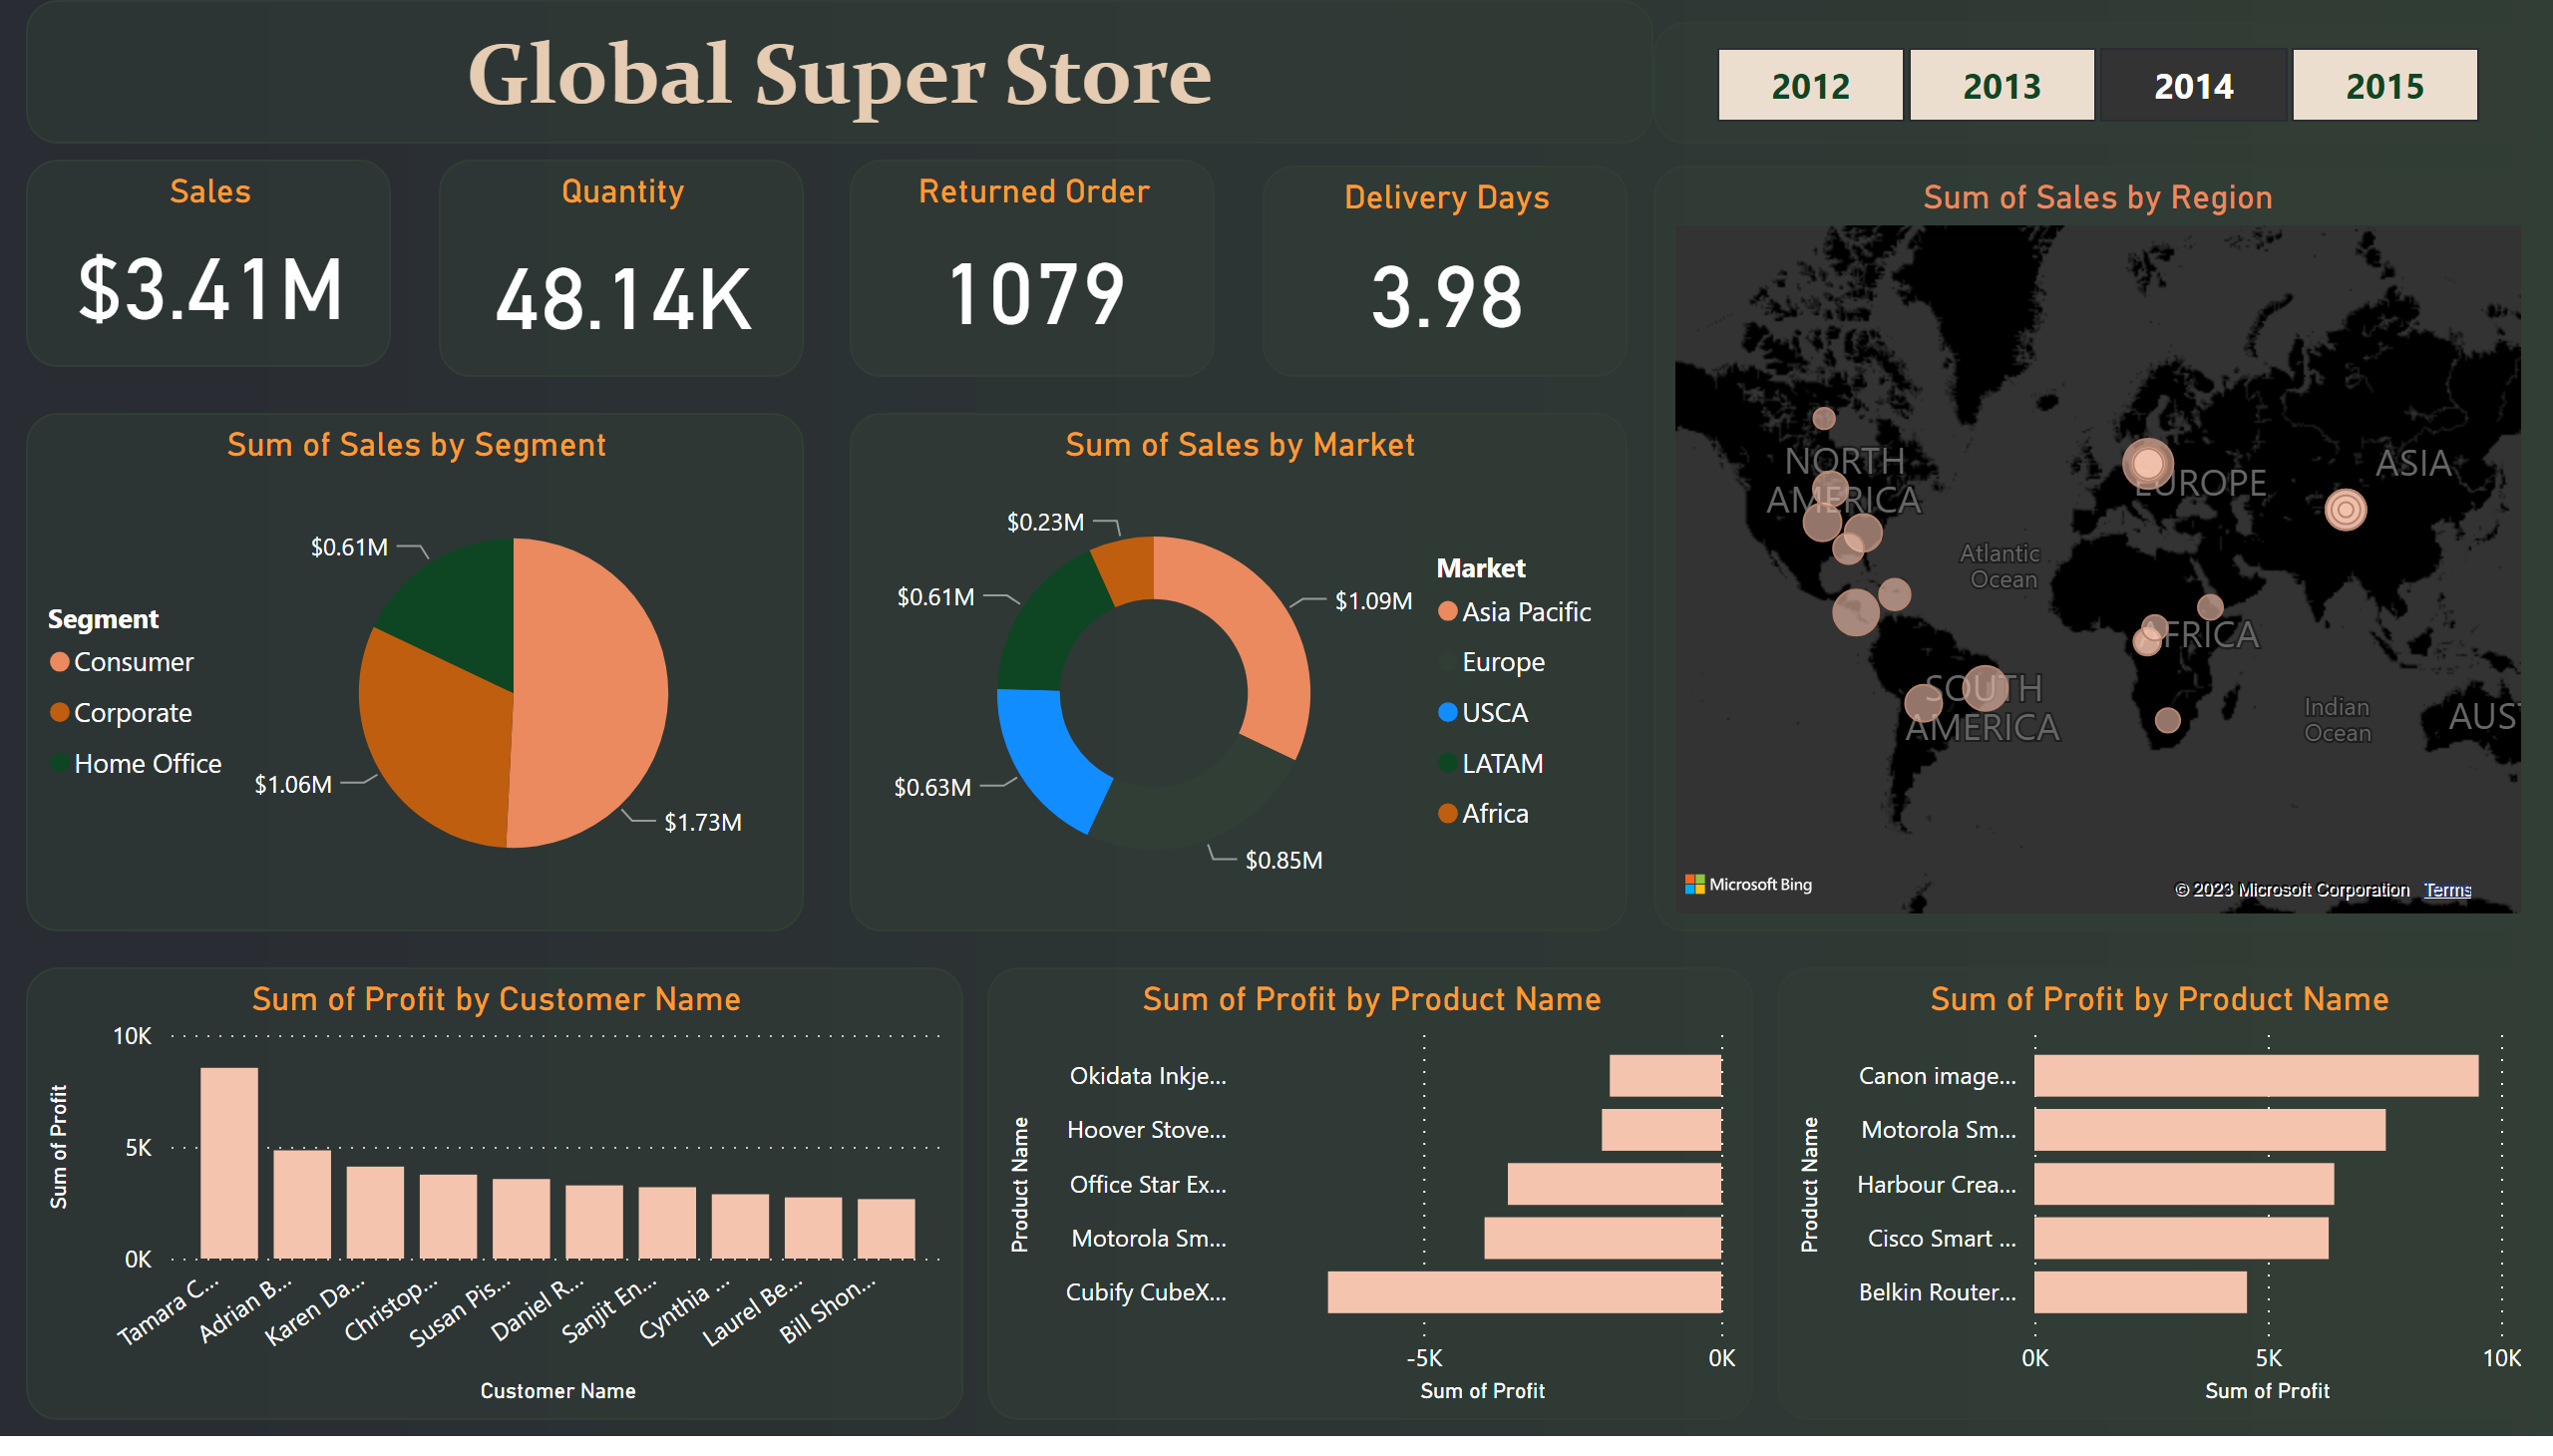 Global Super Store
2012
2013
2014
2015
Sales
$3.41M
Quantity
48.14K
Returned Order
1079
Delivery Days
3.98
Sum of Sales by Region
NORTH
AMERICA
EUROPE
ASIA
Atlantic
Ocean
AFRICA
SOUTH
AMERICA
Indian
Ocean
AUST
Microsoft Bing
© 2023 Microsoft Corporation Terms
Sum of Sales by Segment
Segment
Consumer
Corporate
Home Office
$0.61M
$1.06M
$1.73M
Sum of Sales by Market
$0.23M
$0.61M
$1.09M
$0.63M
$0.85M
Market
Asia Pacific
Europe
USCA
LATAM
Africa
Sum of Profit by Customer Name
Sum of Profit
10K
5K
0K
Tamara C...
Adrian B...
Karen Da...
Christop...
Susan Pis...
Daniel R...
Sanjit En...
Cynthia ...
Laurel Be...
Bill Shon...
Customer Name
Sum of Profit by Product Name
Product Name
Okidata Inkje...
Hoover Stove...
Office Star Ex...
Motorola Sm...
Cubify CubeX...
-5K
0K
Sum of Profit
Sum of Profit by Product Name
Product Name
Canon image...
Motorola Sm...
Harbour Crea...
Cisco Smart ...
Belkin Router...
0K
5K
10K
Sum of Profit